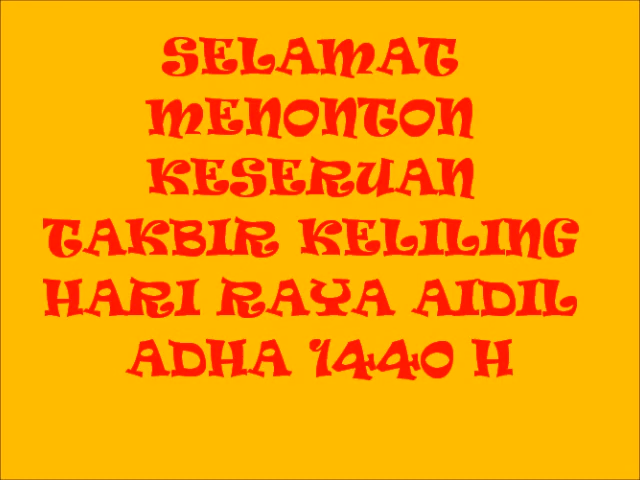 SELAMAT
MENONTON
KESERUAN
TAKBIR KELILING
HARI RAYA AIDIL
ADHA 1440 H